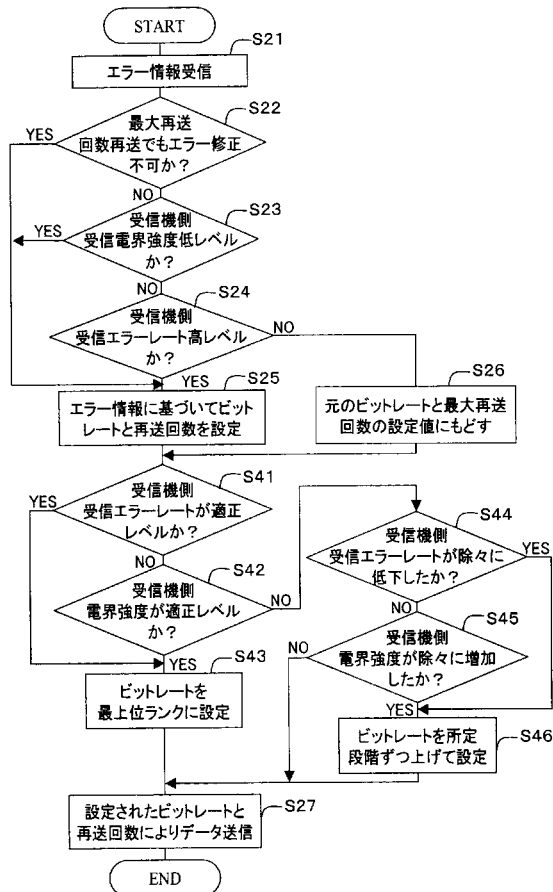 START
S21
エラー情報受信
S22
最大再送
回数再送でもエラー修正
不可か？
YES
NO
S23
受信機側
受信電界強度低レベル
か？
YES
NO
S24
受信機側
受信エラーレート高レベル
か？
NO
YES
S25
エラー情報に基づいてビット
レートと再送回数を設定
S26
元のビットレートと最大再送
回数の設定値にもどす
S41
受信機側
受信エラーレートが適正
レベルか？
YES
NO
S42
受信機側
電界強度が適正レベル
か？
NO
YES
S43
ビットレートを
最上位ランクに設定
S44
受信機側
受信エラーレートが除々に
低下したか？
YES
NO
S45
受信機側
電界強度が除々に増加
したか？
NO
YES
ビットレートを所定
段階ずつ上げて設定
S46
S27
設定されたビットレートと
再送回数によりデータ送信
END